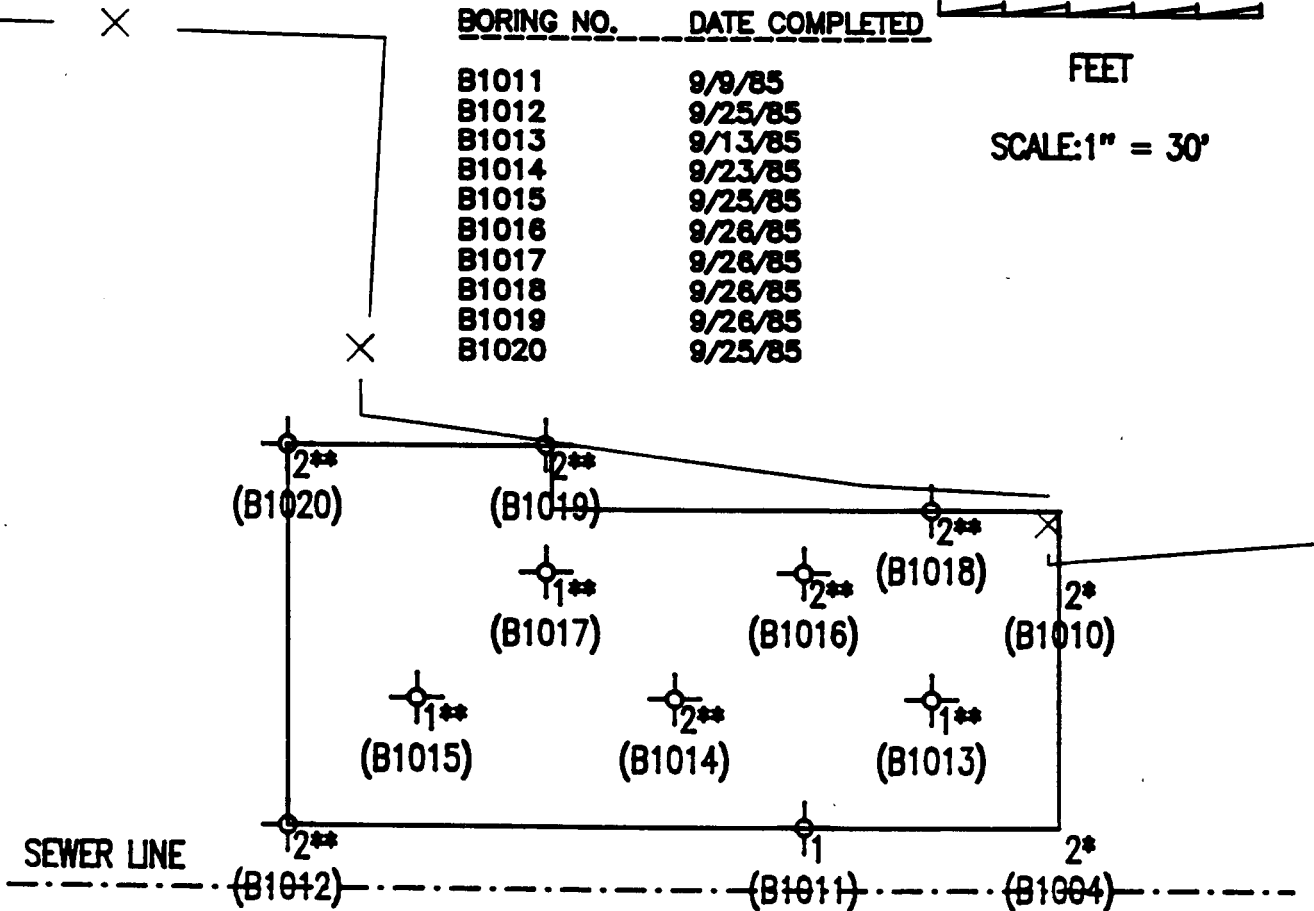 BORING NO. DATE COMPLETED
FEET
B1011 9/9/85
B1012 9/25/85
B1013 9/13/85
SCALE:1" = 30'
B1014 9/23/85
B1015 9/25/85
B1016 9/26/85
B1017 9/26/85
B1018 9/26/85
B1019 9/26/85
B1020 9/25/85
2** 2**
(B1020) (B1019)
2**
(B1018)
1** 2** 2*
(B1017) (B1016) (B1010)
1** 2** 1**
(B1015) (B1014) (B1013)
SEWER LINE
2** 1 2*
(B1012) (B1011) (B1004)